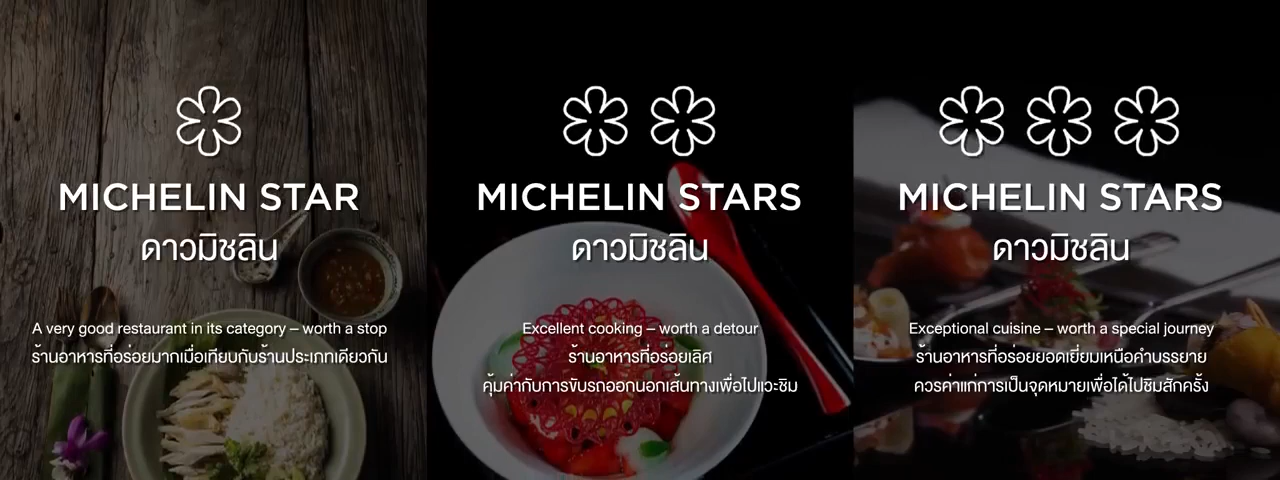 MICHELIN STAR
ดาวมิชลิน
A very good restaurant in its category – worth a stop
ร้านอาหารที่อร่อยมากเมื่อเทียบกับร้านประเภทเดียวกัน
MICHELIN STARS
ดาวมิชลิน
Excellent cooking – worth a detour
ร้านอาหารที่อร่อยเลิศ
คุ้มค่ากับการขับรถออกนอกเส้นทางเพื่อไปแวะชิม
MICHELIN STARS
ดาวมิชลิน
Exceptional cuisine – worth a special journey
ร้านอาหารที่อร่อยยอดเยี่ยมเหนือคำบรรยาย
ควรค่าแก่การเป็นจุดหมายเพื่อได้ไปชิมสักครั้ง